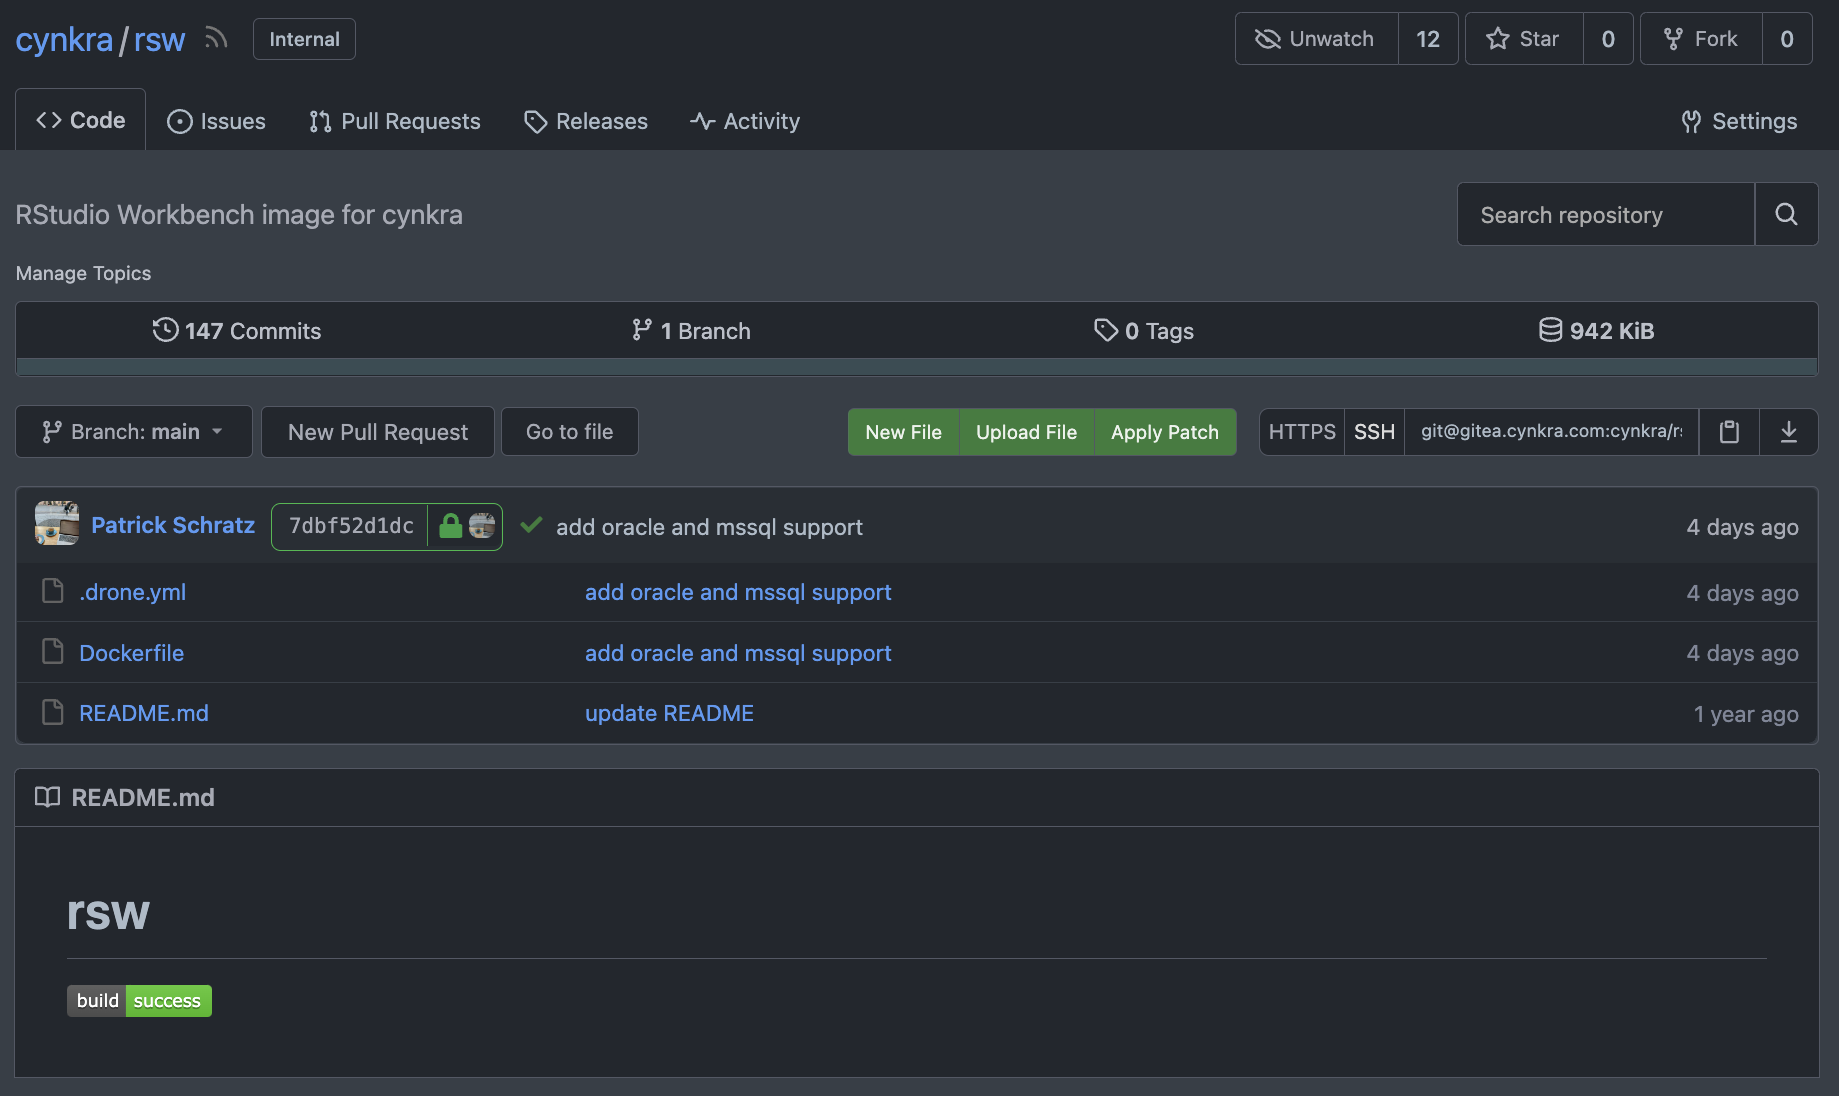 cynkra/rsw Internal Unwatch 12 Star 0 Fork 0
Code Issues Pull Requests Releases Activity Settings
RStudio Workbench image for cynkra Search repository
Manage Topics
147 Commits 1 Branch 0 Tags 942 KiB
Branch: main New Pull Request Go to file New File Upload File Apply Patch HTTPS SSH git@gitea.cynkra.com:cynkra/r
Patrick Schratz 7dbf52d1dc add oracle and mssql support 4 days ago
.drone.yml add oracle and mssql support 4 days ago
Dockerfile add oracle and mssql support 4 days ago
README.md update README 1 year ago
README.md
rsw
build success